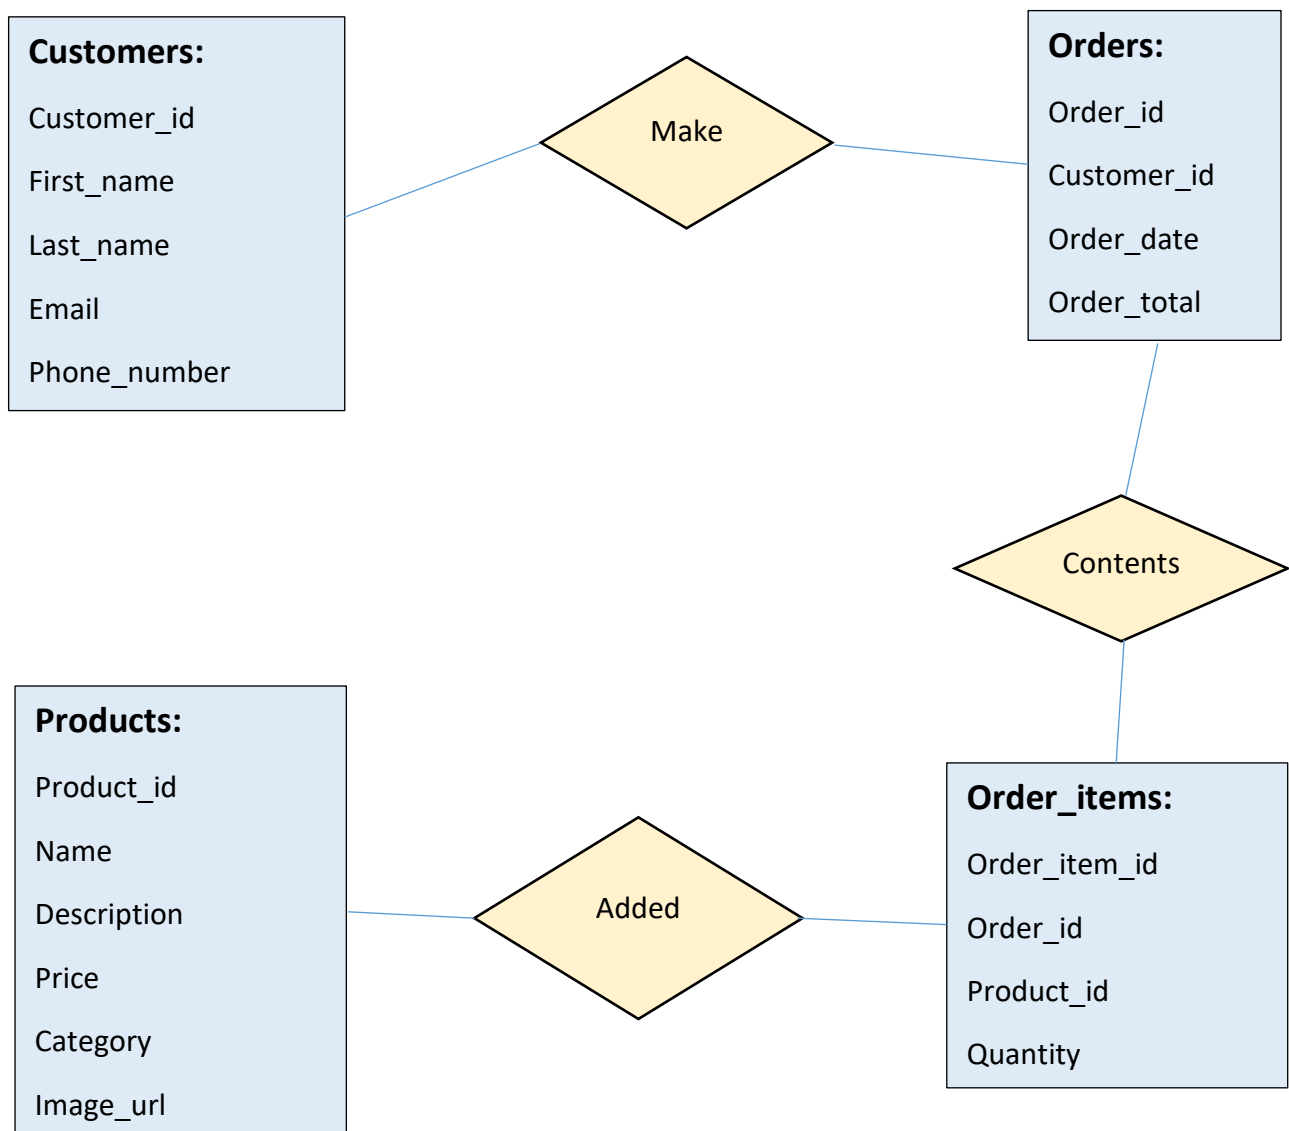 Customers:
Customer_id
First_name
Last_name
Email
Phone_number
Make
Orders:
Order_id
Customer_id
Order_date
Order_total
Contents
Products:
Product_id
Name
Description
Price
Category
Image_url
Added
Order_items:
Order_item_id
Order_id
Product_id
Quantity